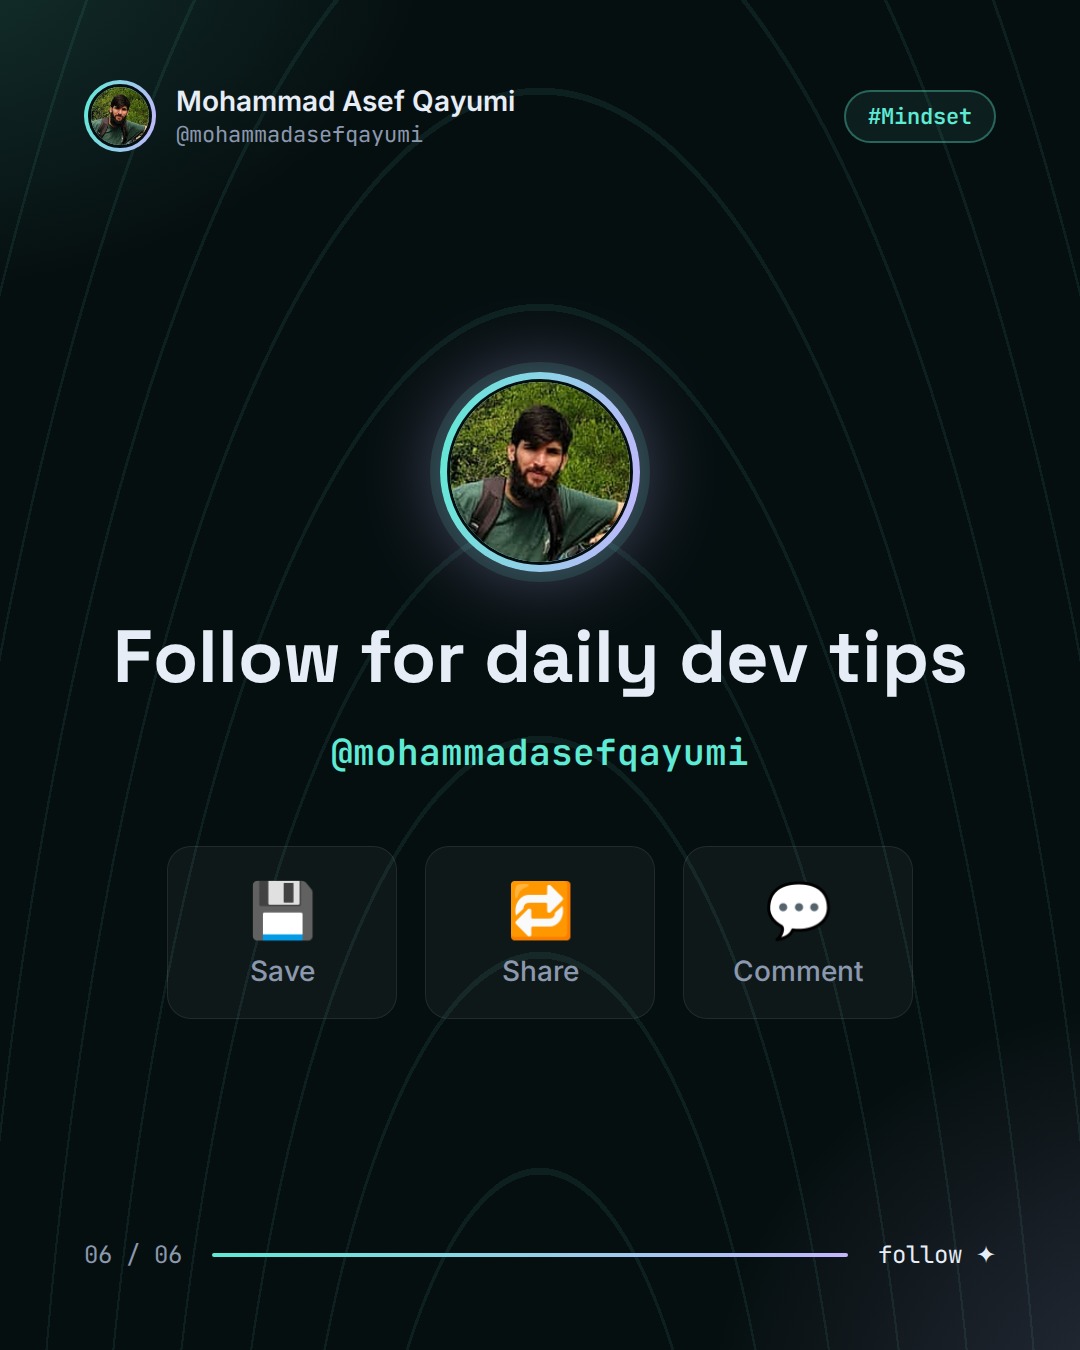 Mohammad Asef Qayumi
@mohammadasefqayumi
#Mindset
Follow for daily dev tips
@mohammadasefqayumi
Save
Share
Comment
06 / 06
follow ✦